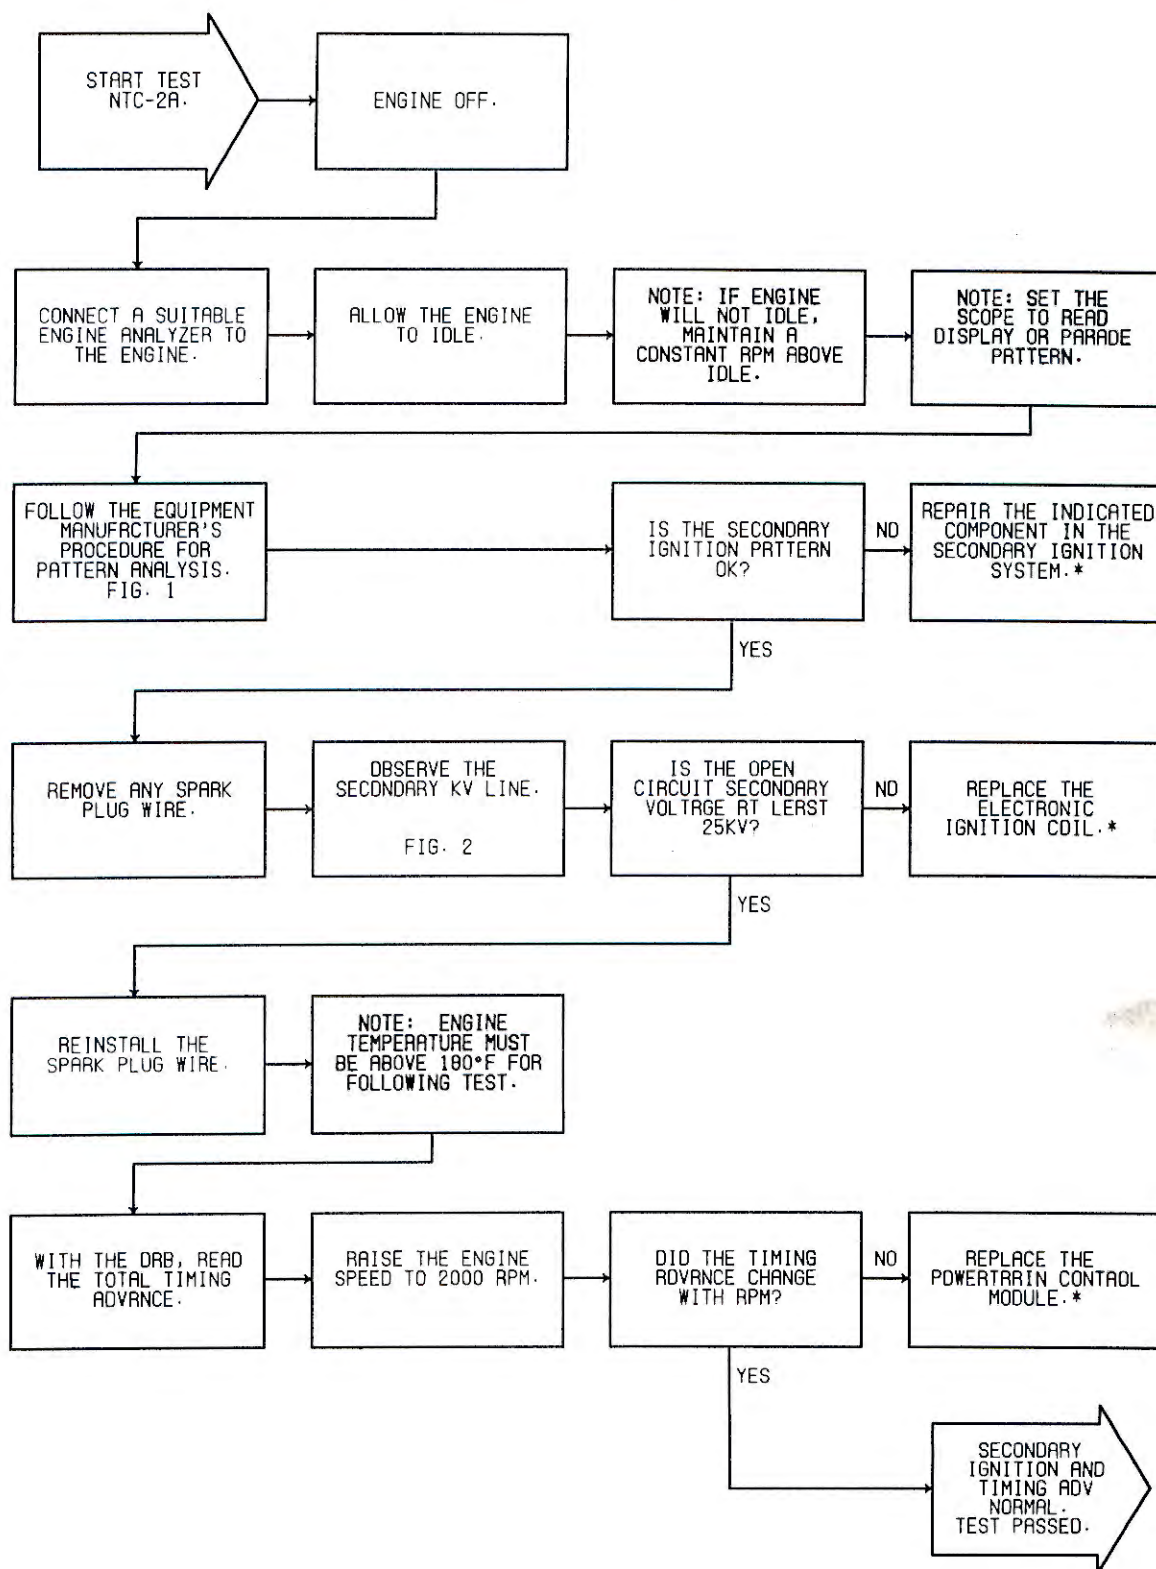 START TEST
NTC-2A.
ENGINE OFF.
CONNECT A SUITABLE
ENGINE ANALYZER TO
THE ENGINE.
ALLOW THE ENGINE
TO IDLE.
NOTE: IF ENGINE
WILL NOT IDLE,
MAINTAIN A
CONSTANT RPM ABOVE
IDLE.
NOTE: SET THE
SCOPE TO READ
DISPLAY OR PARADE
PATTERN.
FOLLOW THE EQUIPMENT
MANUFACTURER'S
PROCEDURE FOR
PATTERN ANALYSIS.
FIG. 1
IS THE SECONDARY
IGNITION PATTERN
OK?
NO
REPAIR THE INDICATED
COMPONENT IN THE
SECONDARY IGNITION
SYSTEM.*
YES
REMOVE ANY SPARK
PLUG WIRE.
OBSERVE THE
SECONDARY KV LINE.
FIG. 2
IS THE OPEN
CIRCUIT SECONDARY
VOLTAGE AT LEAST
25KV?
NO
REPLACE THE
ELECTRONIC
IGNITION COIL.*
YES
REINSTALL THE
SPARK PLUG WIRE.
NOTE: ENGINE
TEMPERATURE MUST
BE ABOVE 180°F FOR
FOLLOWING TEST.
WITH THE DRB, READ
THE TOTAL TIMING
ADVANCE.
RAISE THE ENGINE
SPEED TO 2000 RPM.
DID THE TIMING
ADVANCE CHANGE
WITH RPM?
NO
REPLACE THE
POWERTRAIN CONTROL
MODULE.*
YES
SECONDARY
IGNITION AND
TIMING ADV
NORMAL.
TEST PASSED.